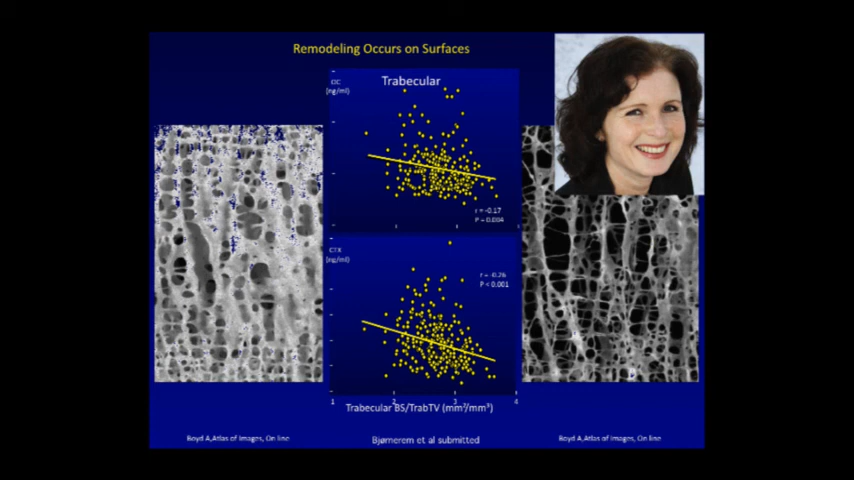 Remodeling Occurs on Surfaces
Trabecular
OC
(ng/ml)
r = -0.17
P = 0.004
CTX
(ng/ml)
r = -0.26
P < 0.001
1 2 3 4
Trabecular BS/TrabTV (mm²/mm³)
Boyd A,Atlas of Images, On line
Bjørnerem et al submitted
Boyd A,Atlas of Images, On line